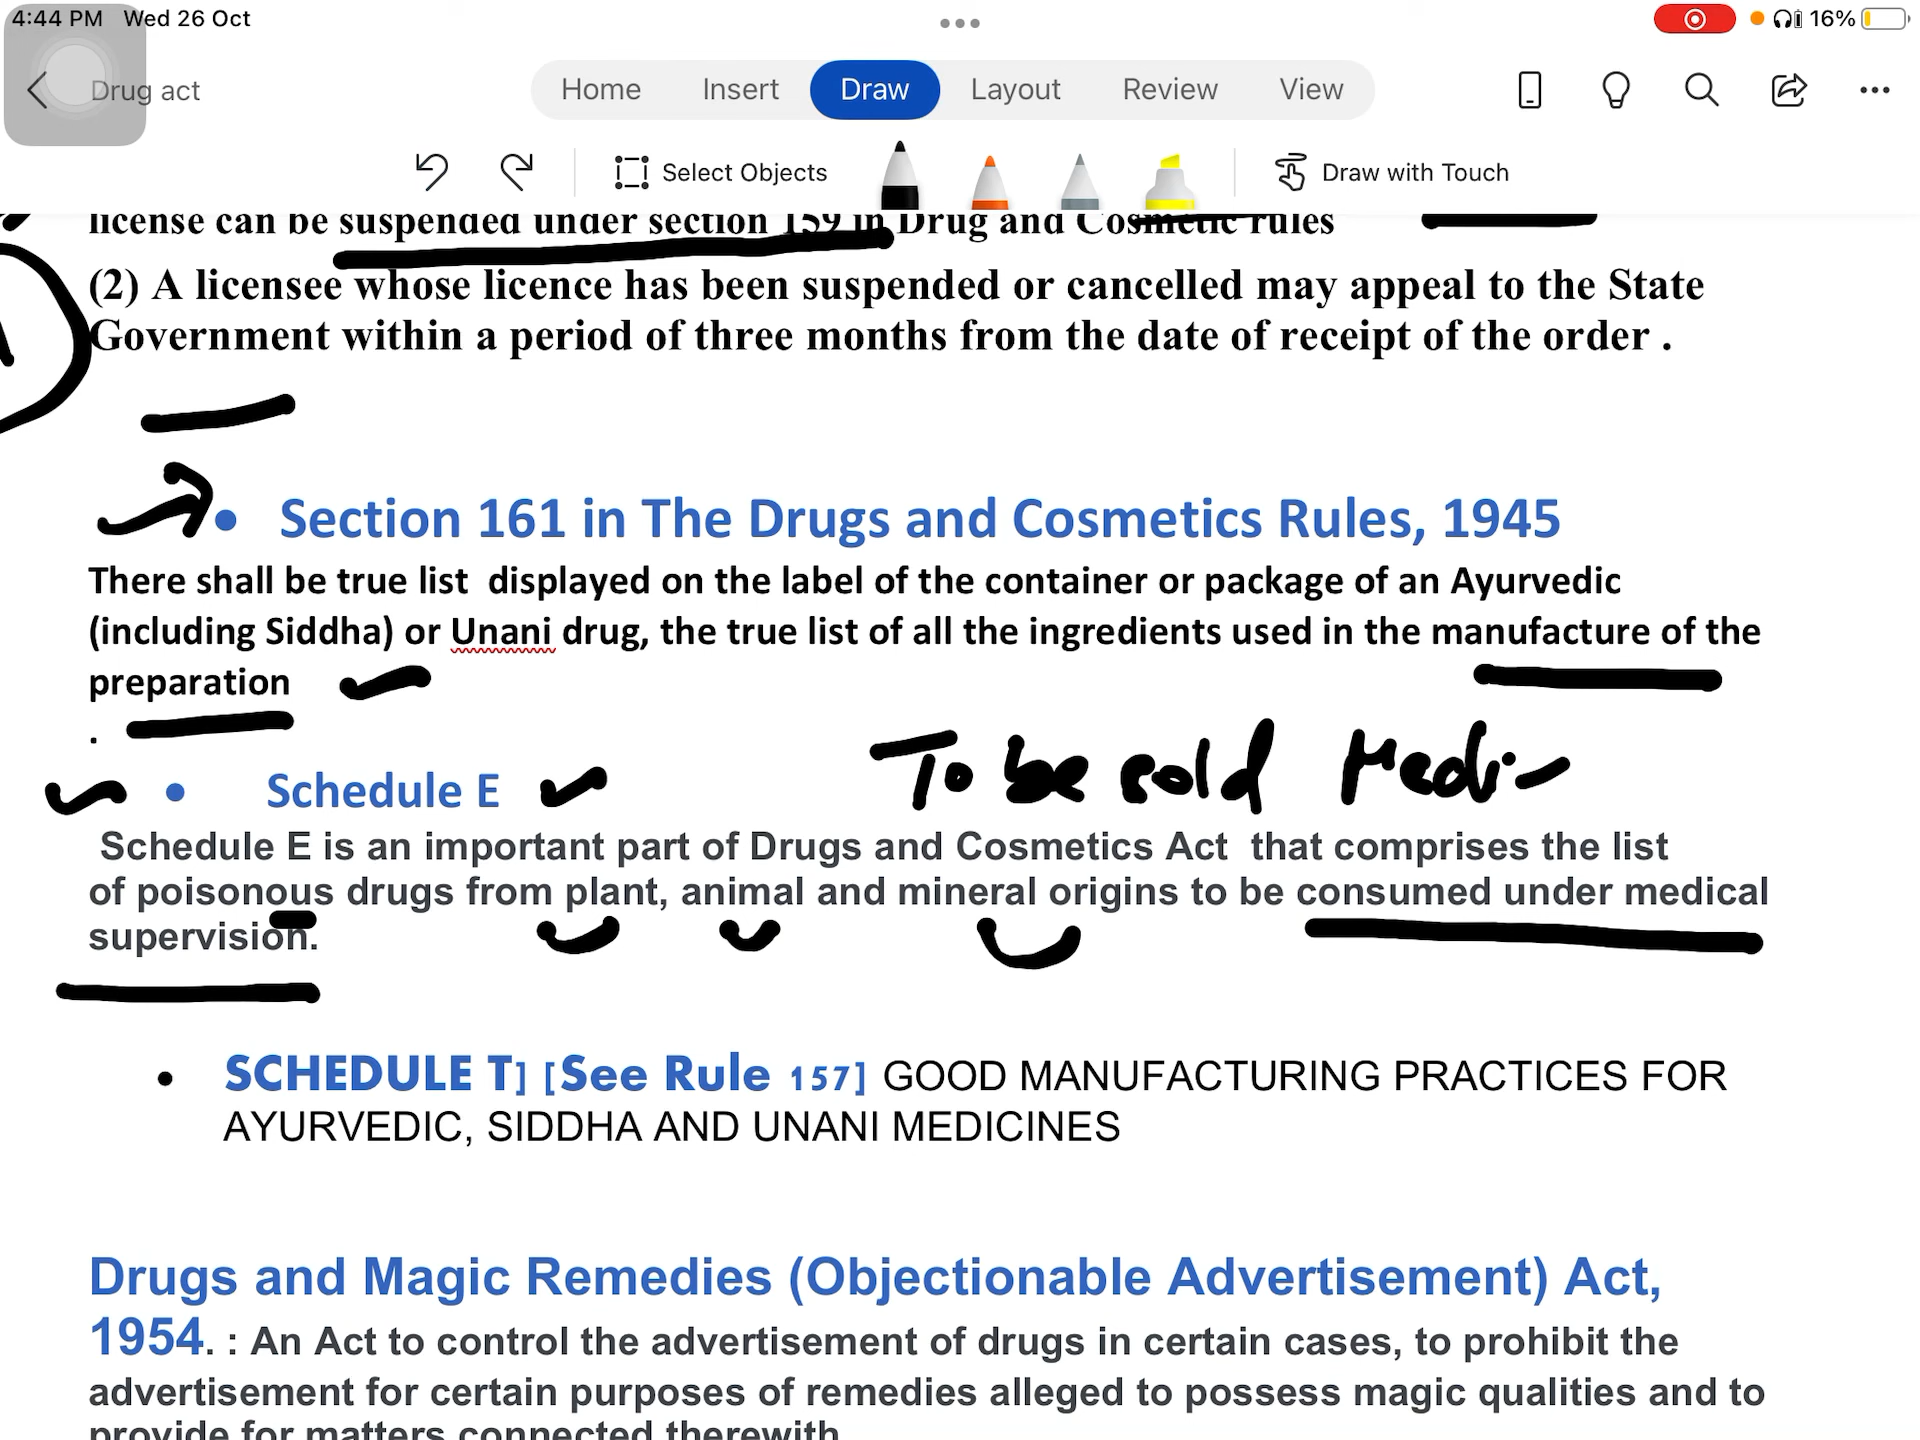 4:44 PM Wed 26 Oct 16%
Drug act Home Insert Draw Layout Review View
Select Objects Draw with Touch
license can be suspended under section 159 in Drug and Cosmetic rules
(2) A licensee whose licence has been suspended or cancelled may appeal to the State
Government within a period of three months from the date of receipt of the order .
• Section 161 in The Drugs and Cosmetics Rules, 1945
There shall be true list displayed on the label of the container or package of an Ayurvedic
(including Siddha) or Unani drug, the true list of all the ingredients used in the manufacture of the
preparation
.
To be sold Medi
• Schedule E
Schedule E is an important part of Drugs and Cosmetics Act that comprises the list
of poisonous drugs from plant, animal and mineral origins to be consumed under medical
supervision.
• SCHEDULE T] [See Rule 157] GOOD MANUFACTURING PRACTICES FOR
AYURVEDIC, SIDDHA AND UNANI MEDICINES
Drugs and Magic Remedies (Objectionable Advertisement) Act,
1954. : An Act to control the advertisement of drugs in certain cases, to prohibit the
advertisement for certain purposes of remedies alleged to possess magic qualities and to
provide for matters connected therewith